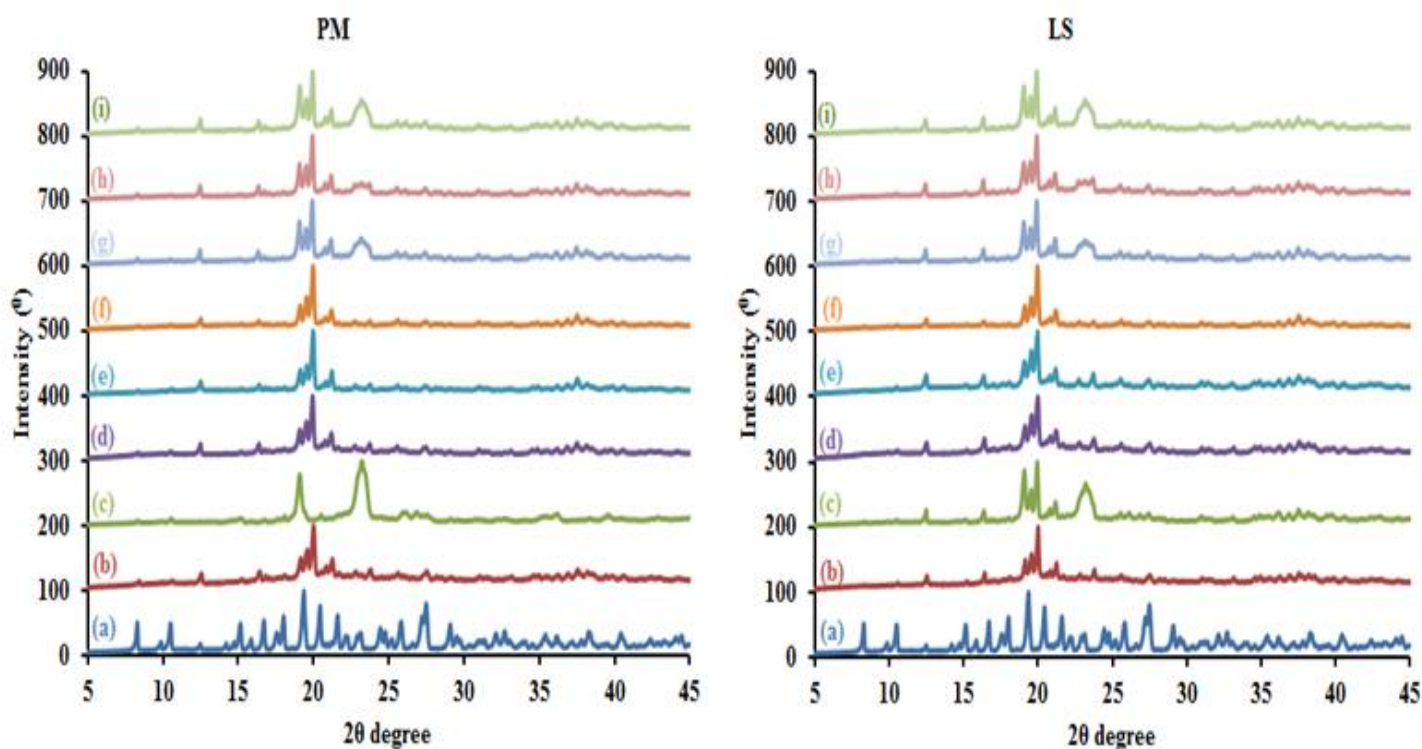 PM
900
(i)
800
(h)
700
(g)
600
(f)
500
(e)
400
(d)
300
(c)
200
(b)
100
(a)
0
5 10 15 20 25 30 35 40 45
2θ degree
Intensity (θ)
LS
900
(i)
800
(h)
700
(g)
600
(f)
500
(e)
400
(d)
300
(c)
200
(b)
100
(a)
0
5 10 15 20 25 30 35 40 45
2θ degree
Intensity (θ)